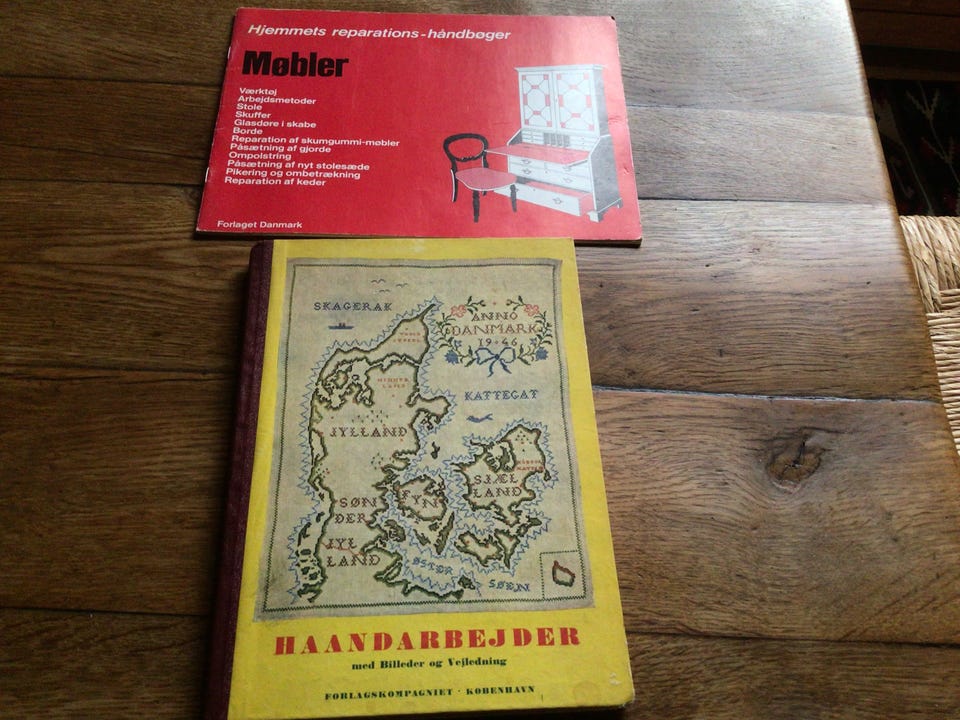 Hjemmets reparations-håndbøger
Møbler
Værktøj
Arbejdsmetoder
Stole
Skuffer
Glasdøre i skabe
Borde
Reparation af skumgummi-møbler
Påsætning af gjorde
Ompolstring
Påsætning af nyt stolesæde
Pikering og ombetrækning
Reparation af keder
Forlaget Danmark
SKAGERAK
ANNO
DANMARK
19+46
KATTEGAT
JYLLAND
SJÆL
LAND
FYN
SØN
DER
JYL
LAND
ØSTER
SØEN
HAANDARBEJDER
med Billeder og Vejledning
FORLAGSKOMPAGNIET · KØBENHAVN